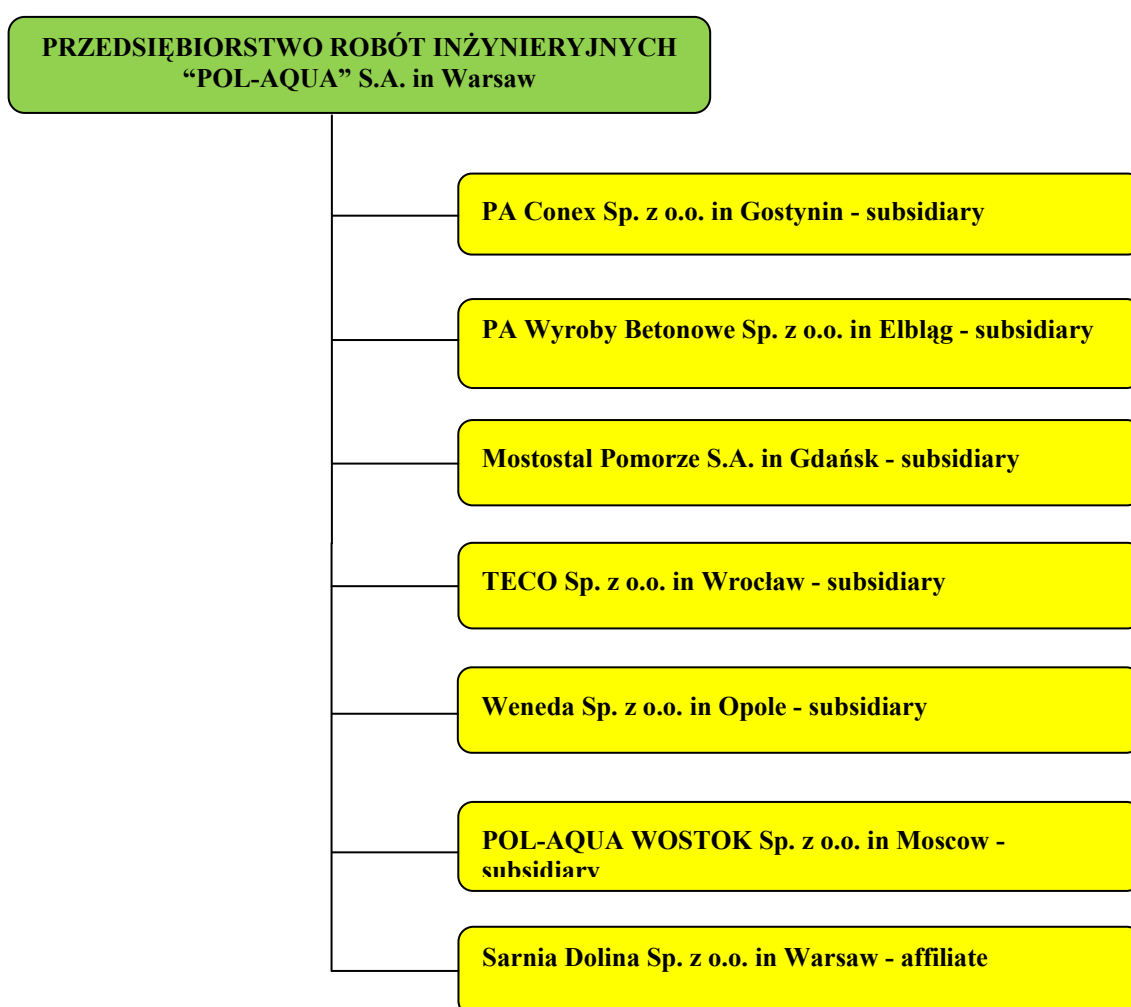 PRZEDSIĘBIORSTWO ROBÓT INŻYNIERYJNYCH
“POL-AQUA” S.A. in Warsaw
PA Conex Sp. z o.o. in Gostynin - subsidiary
PA Wyroby Betonowe Sp. z o.o. in Elbląg - subsidiary
Mostostal Pomorze S.A. in Gdańsk - subsidiary
TECO Sp. z o.o. in Wrocław - subsidiary
Weneda Sp. z o.o. in Opole - subsidiary
POL-AQUA WOSTOK Sp. z o.o. in Moscow -
subsidiary
Sarnia Dolina Sp. z o.o. in Warsaw - affiliate